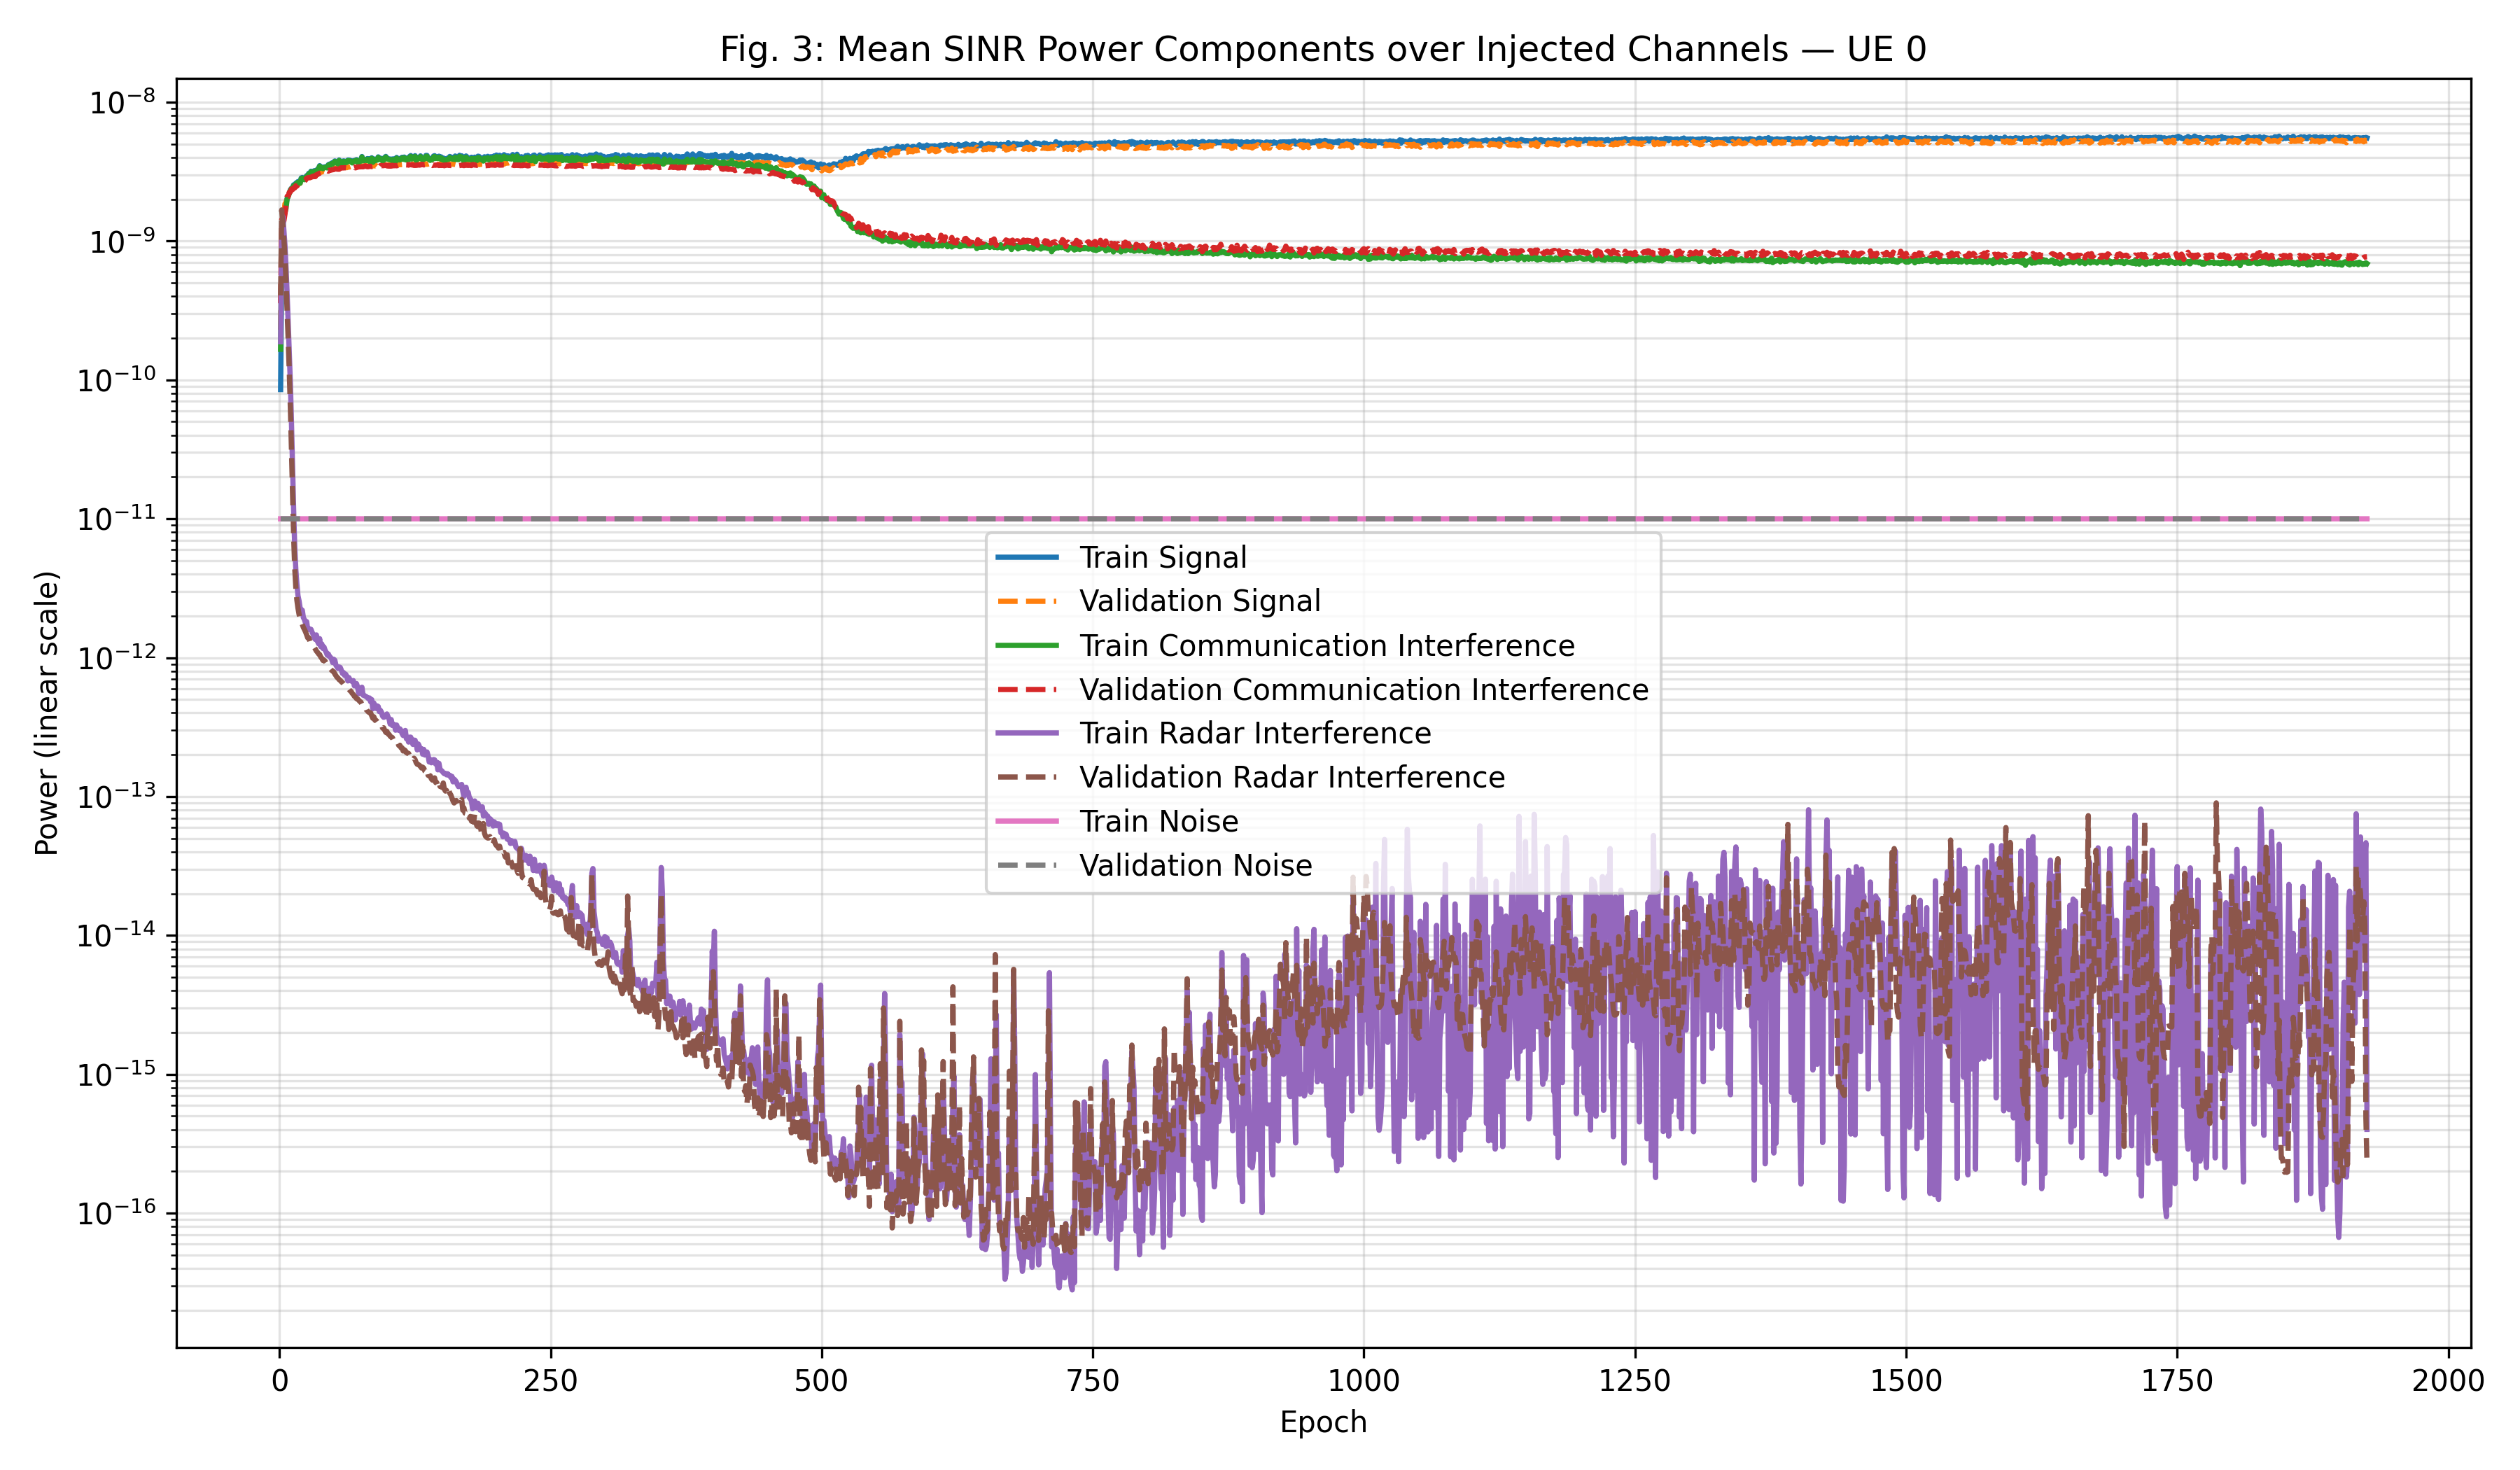 Fig. 3: Mean SINR Power Components over Injected Channels — UE 0
Power (linear scale)
10⁻⁸
10⁻⁹
10⁻¹⁰
10⁻¹¹
10⁻¹²
10⁻¹³
10⁻¹⁴
10⁻¹⁵
10⁻¹⁶
Train Signal
Validation Signal
Train Communication Interference
Validation Communication Interference
Train Radar Interference
Validation Radar Interference
Train Noise
Validation Noise
0 250 500 750 1000 1250 1500 1750 2000
Epoch